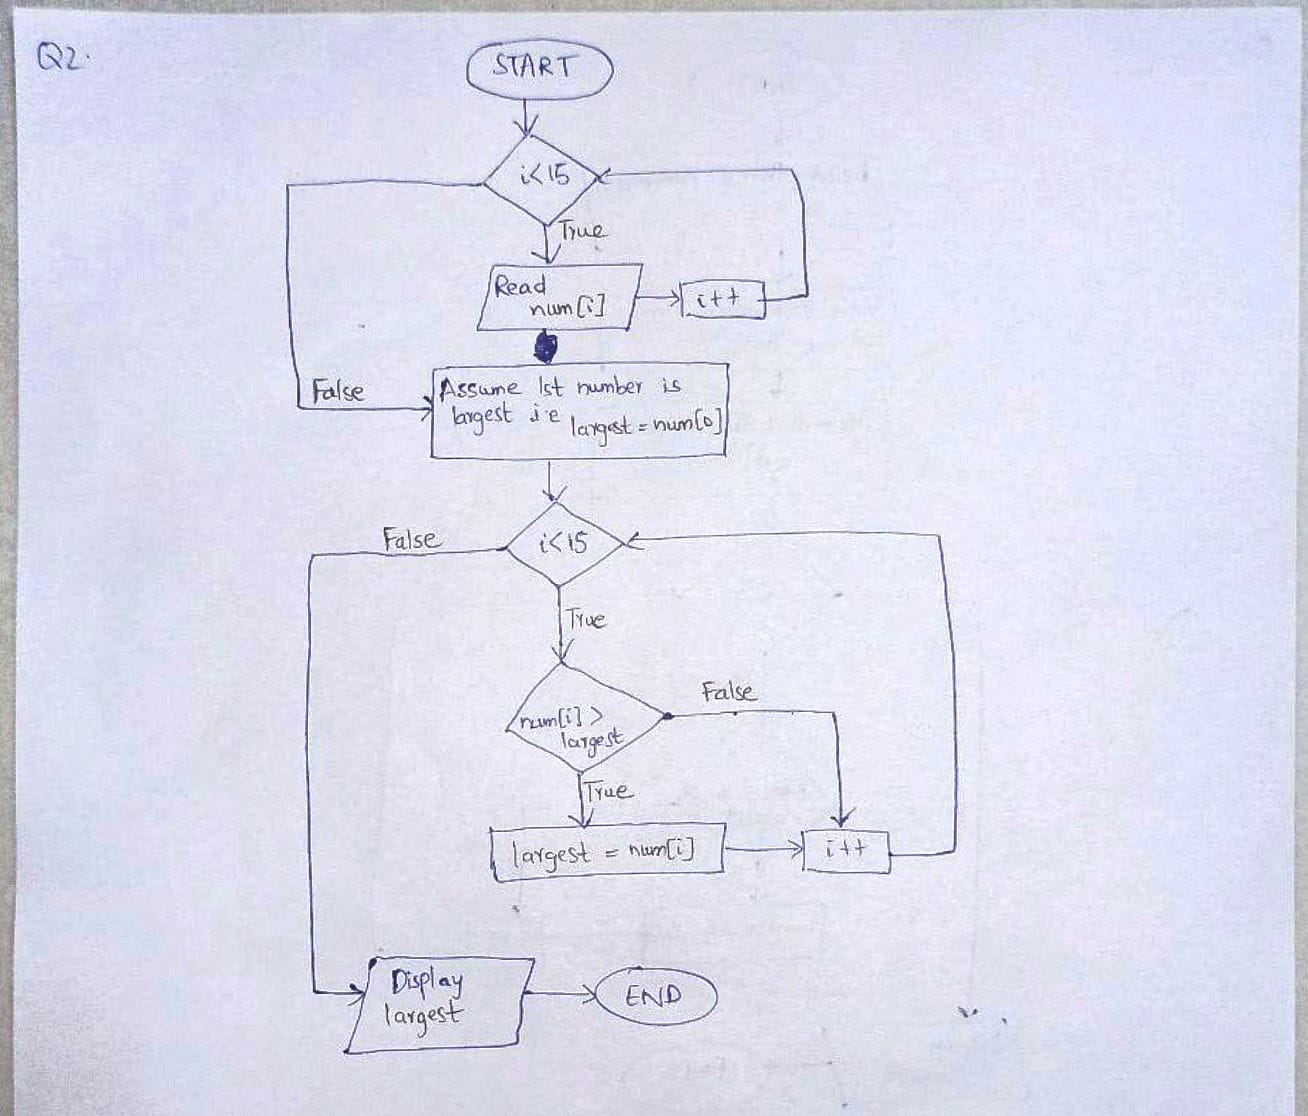 Q2.
START
i<15
True
Read
num[i]
i++
False
Assume 1st number is
largest i.e largest = num[0]
i<15
False
True
num[i] >
largest
False
True
largest = num[i]
i++
Display
largest
END